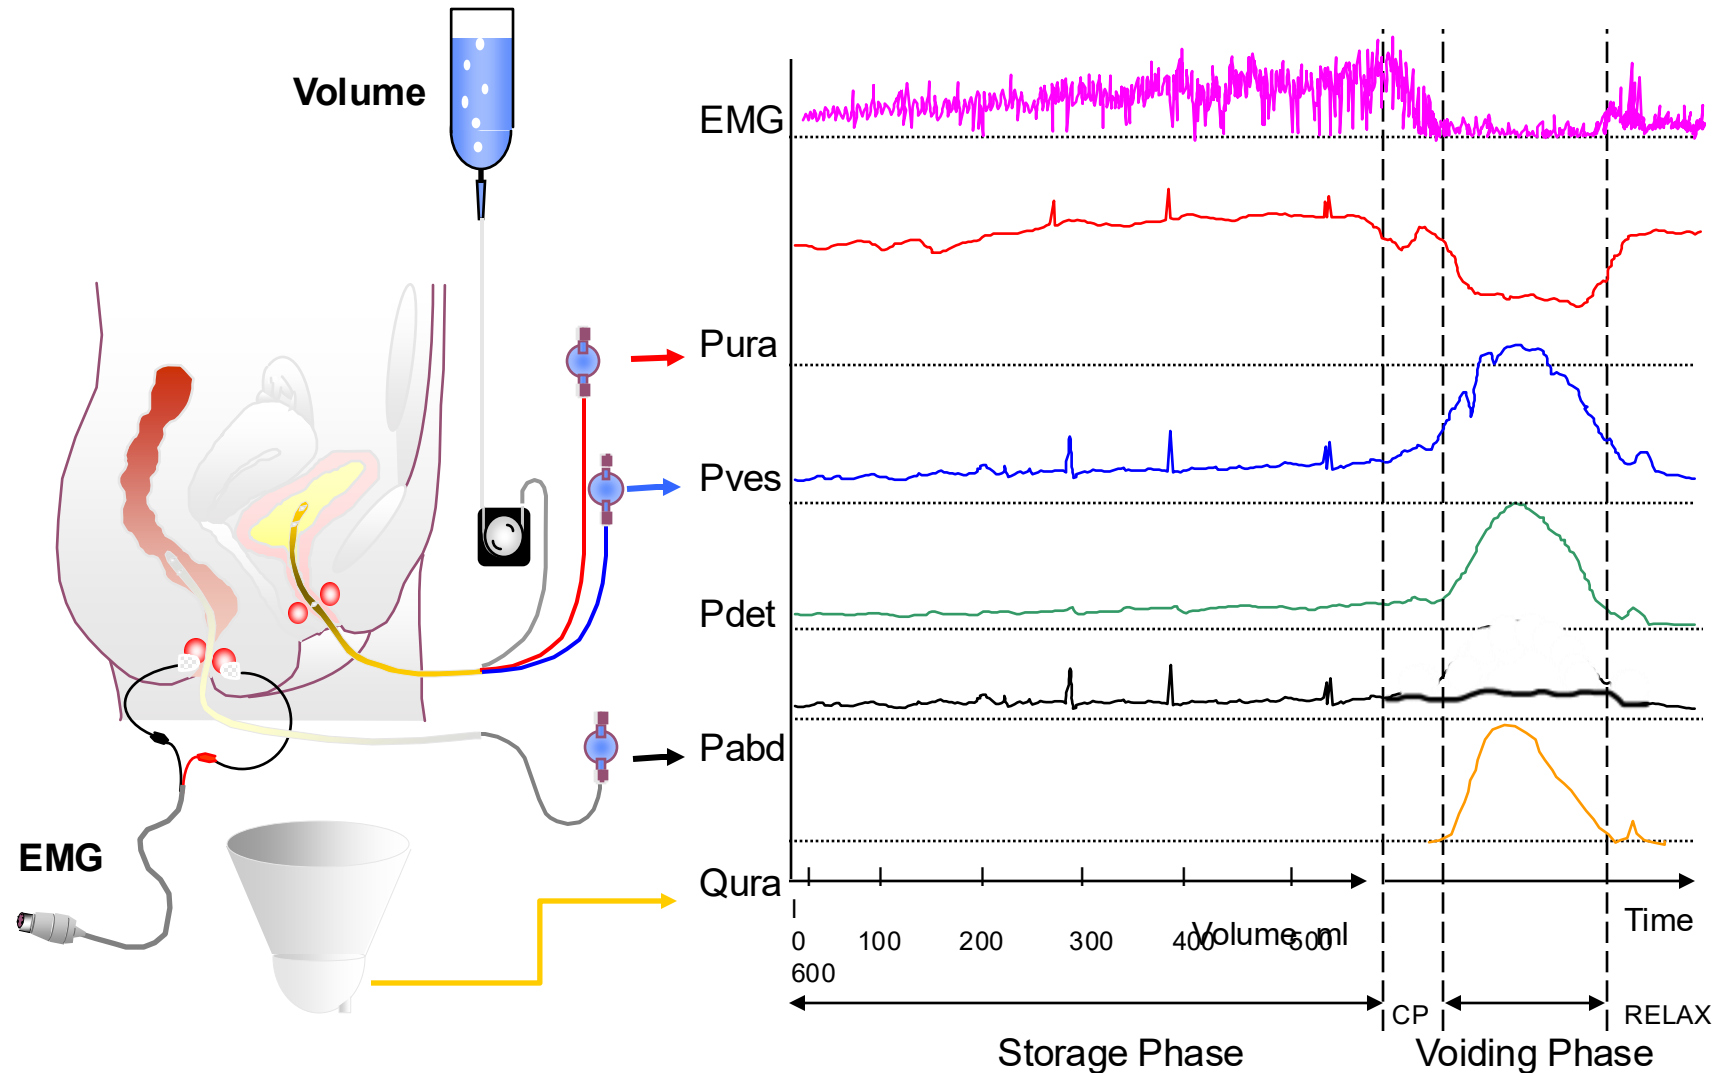 Volume
EMG
Pura
Pves
Pdet
Pabd
EMG
Qura
Volume ml
Time
0 100 200 300 400 500
600
CP
RELAX
Storage Phase
Voiding Phase